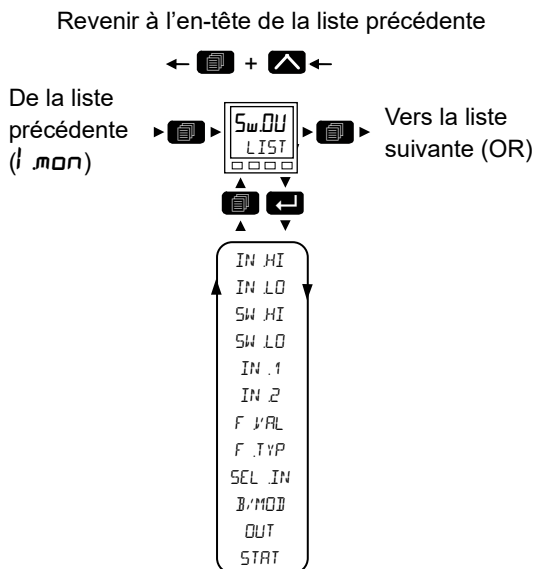 Revenir à l’en-tête de la liste précédente
+
De la liste
précédente
(I.mon)
Sw.OU
LIST
Vers la liste
suivante (OR)
IN.HI
IN.LO
SW.HI
SW.LO
IN.1
IN.2
F.VAL
F.TYP
SEL.IN
B/MOD
OUT
STAT